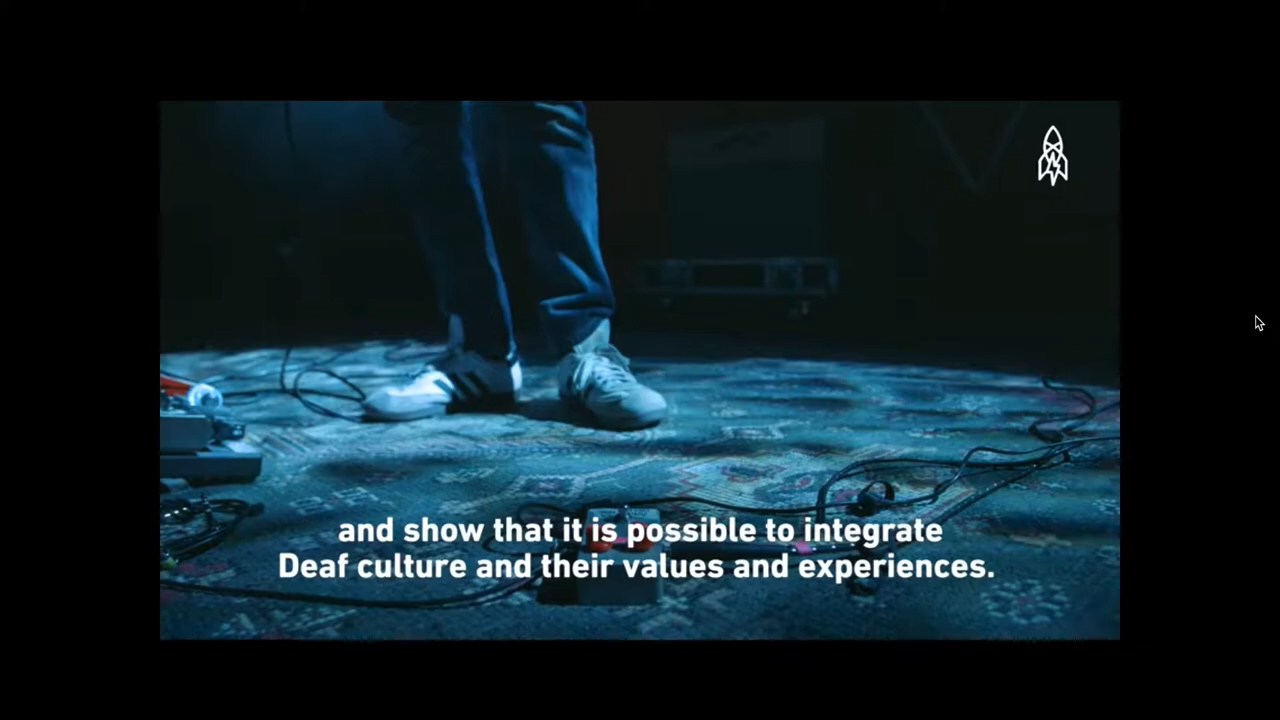 and show that it is possible to integrate
Deaf culture and their values and experiences.